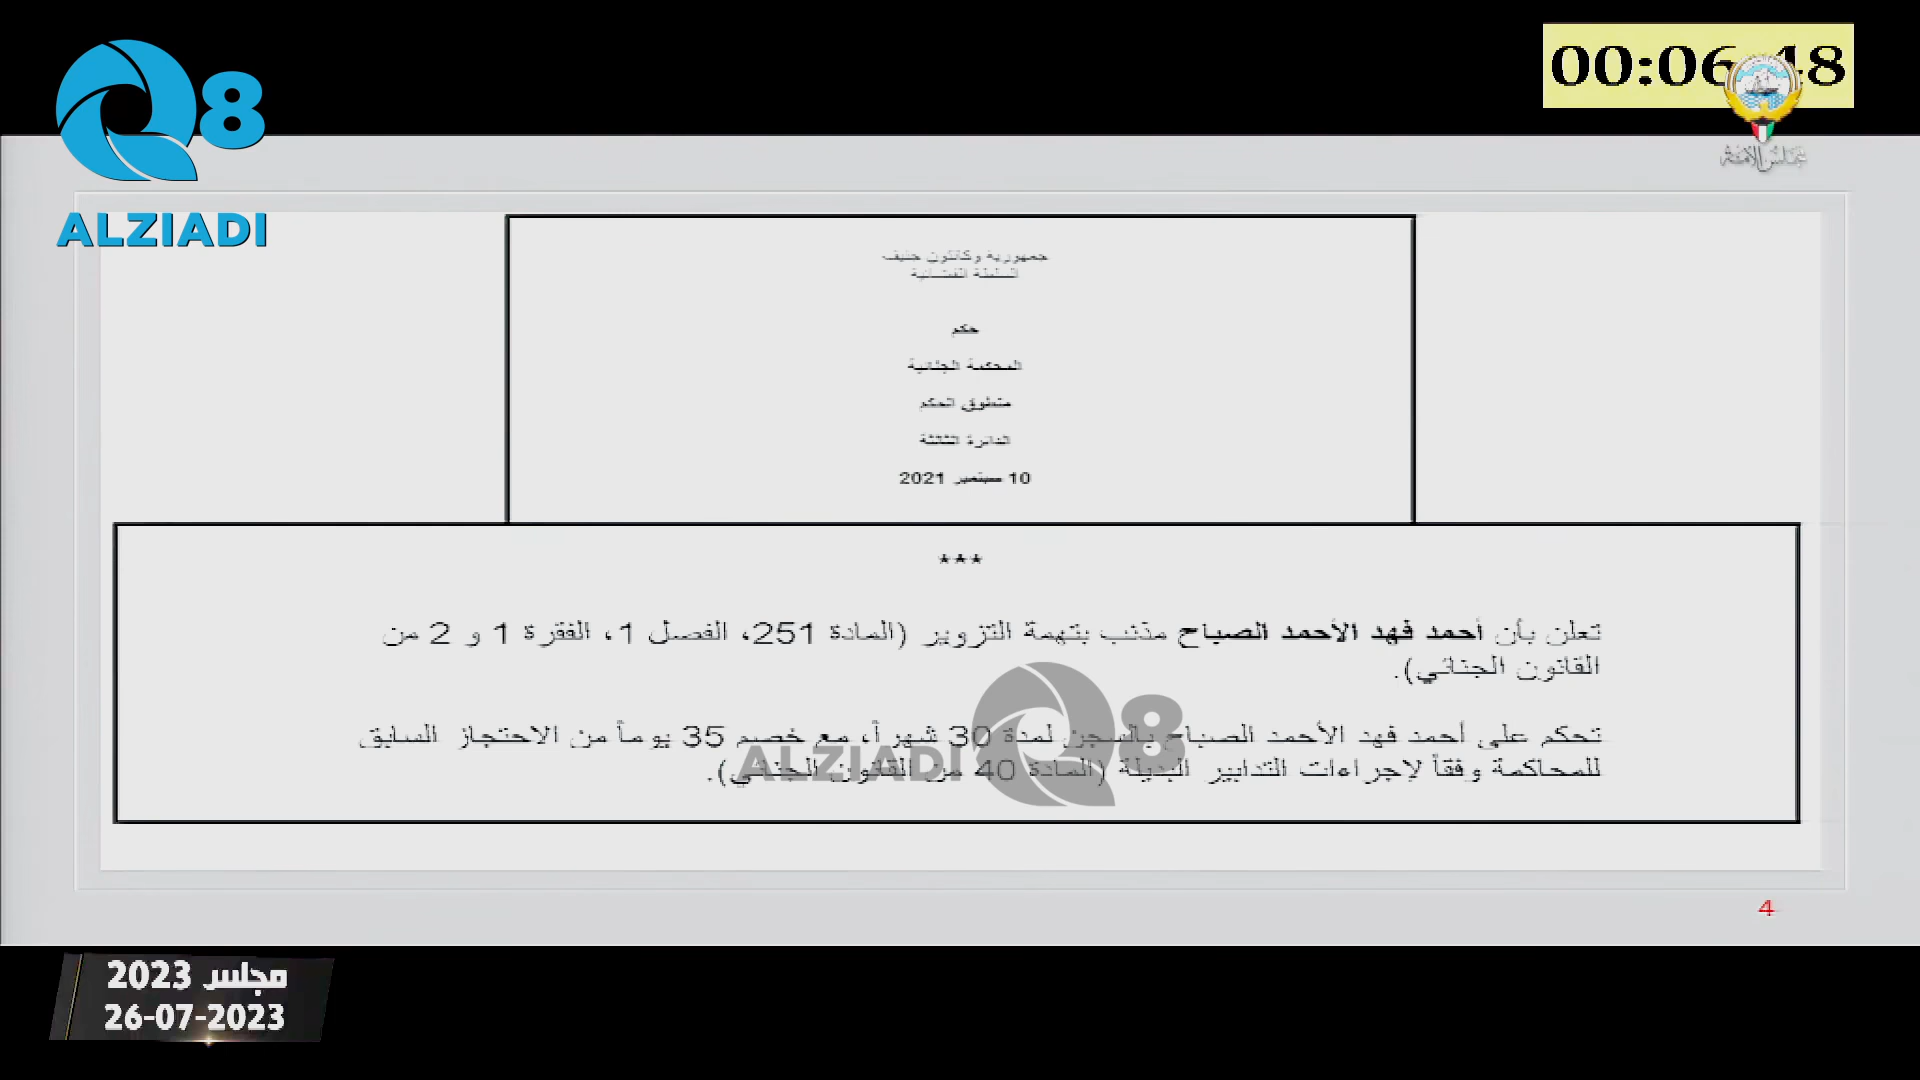 Q8
ALZIADI
00:06:48
مجلس الأمة
جمهورية وكانتون جنيف
السلطة القضائية
حكم
المحكمة الجنائية
منطوق الحكم
الدائرة الثالثة
10 سبتمبر 2021
***
تعلن بأن أحمد فهد الأحمد الصباح مذنب بتهمة التزوير (المادة 251، الفصل 1، الفقرة 1 و 2 من
القانون الجنائي).
تحكم على أحمد فهد الأحمد الصباح بالسجن لمدة 30 شهراً، مع خصم 35 يوماً من الاحتجاز السابق
للمحاكمة وفقاً لإجراءات التدابير البديلة (المادة 40 من القانون الجنائي).
Q8
ALZIADI
4
مجلس 2023
26-07-2023